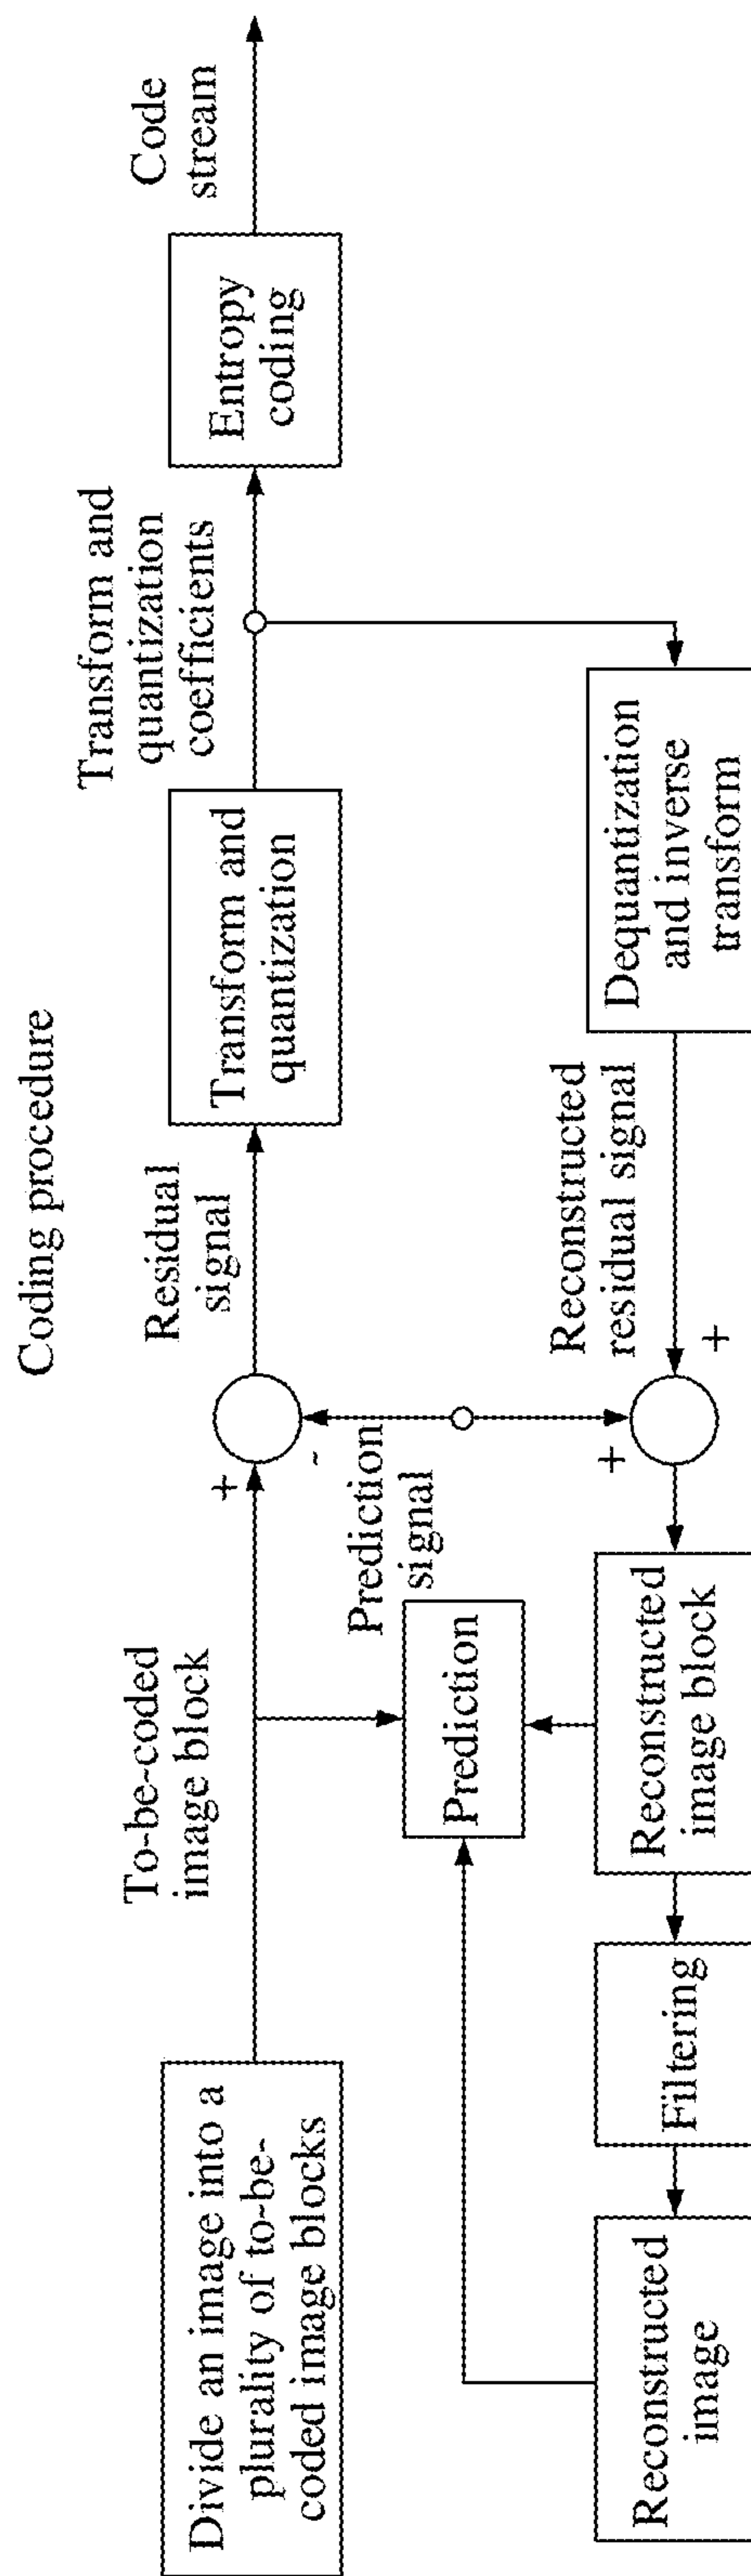 Coding procedure
Divide an image into a
plurality of to-be-
coded image blocks
To-be-coded
image block
+
-
Residual
signal
Transform and
quantization
Transform and
quantization
coefficients
Entropy
coding
Code
stream
Prediction
signal
Prediction
Reconstructed
image
Filtering
Reconstructed
image block
+
+
Reconstructed
residual signal
Dequantization
and inverse
transform